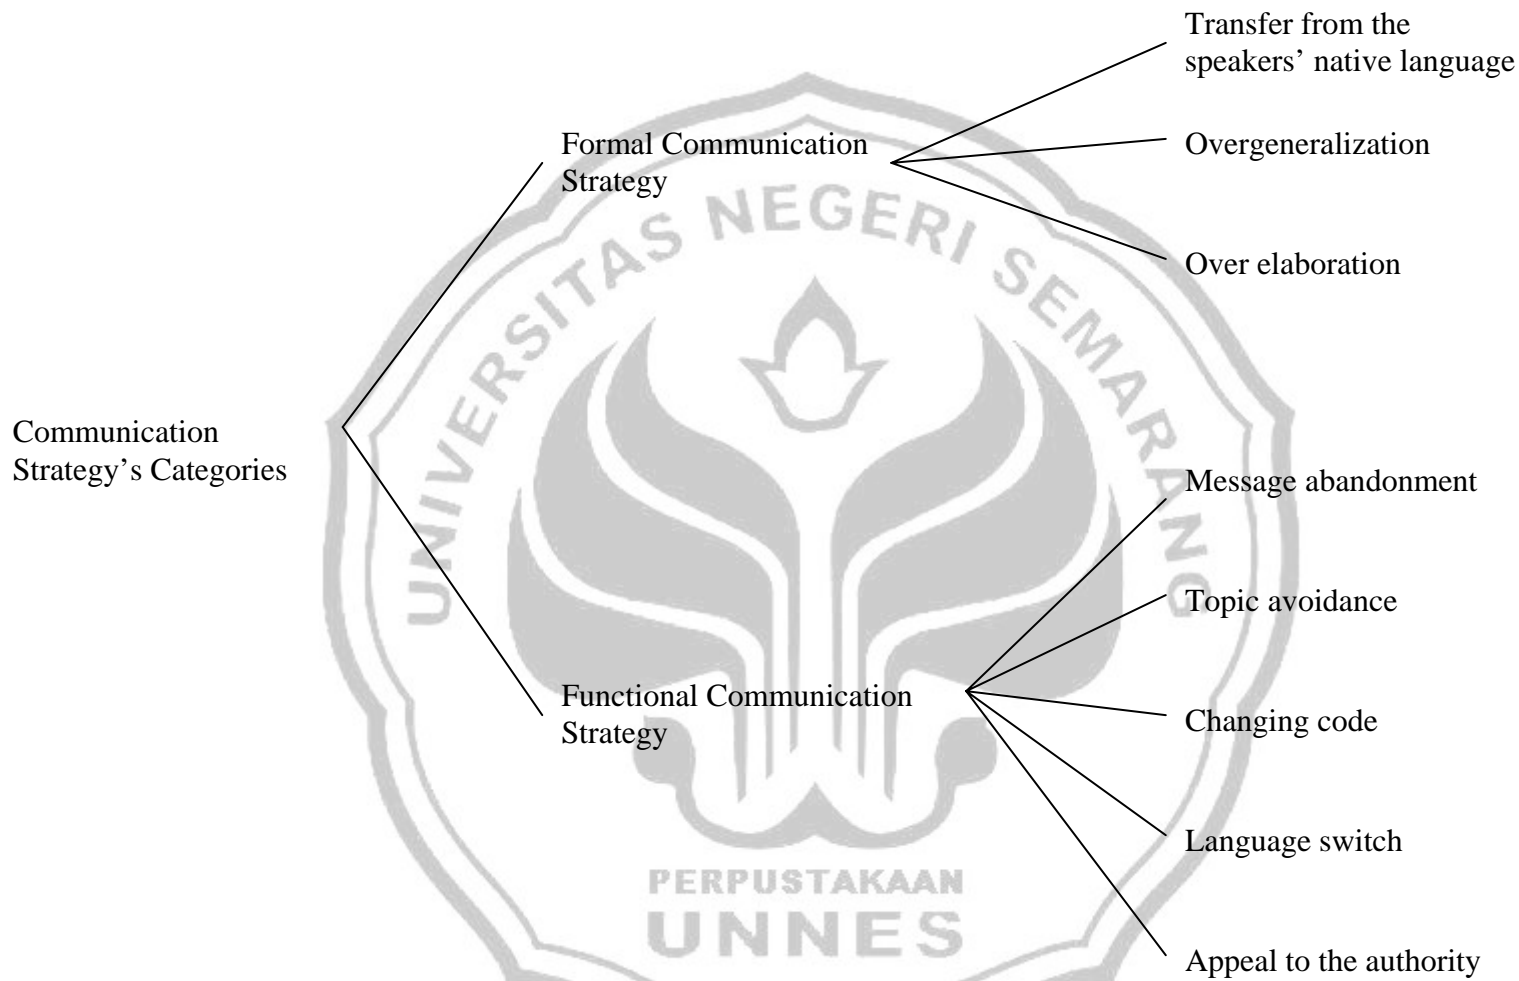 Transfer from the
speakers’ native language
Formal Communication
Strategy
Overgeneralization
Over elaboration
UNIVERSITAS NEGERI SEMARANG
Communication
Strategy’s Categories
Message abandonment
Topic avoidance
Functional Communication
Strategy
Changing code
Language switch
PERPUSTAKAAN
UNNES
Appeal to the authority